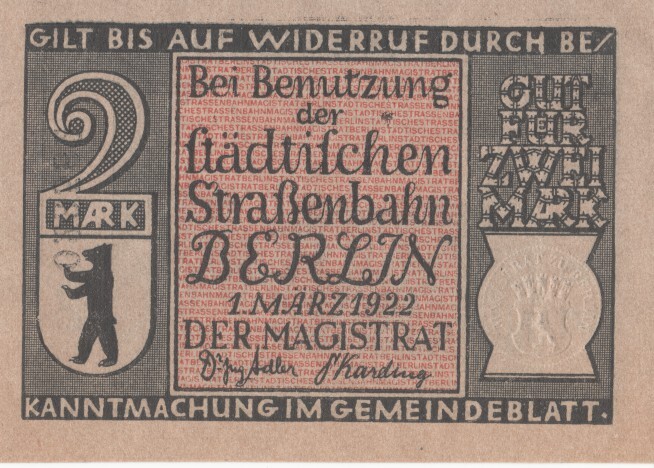 GILT BIS AUF WIDERRUF DURCH BE/
2
MARK
Bei Benutzung
der
städtischen
Straßenbahn
BERLIN
1. MÄRZ 1922
DER MAGISTRAT
GUT
FÜR
ZWEI
MARK
KANNTMACHUNG IM GEMEINDEBLATT.